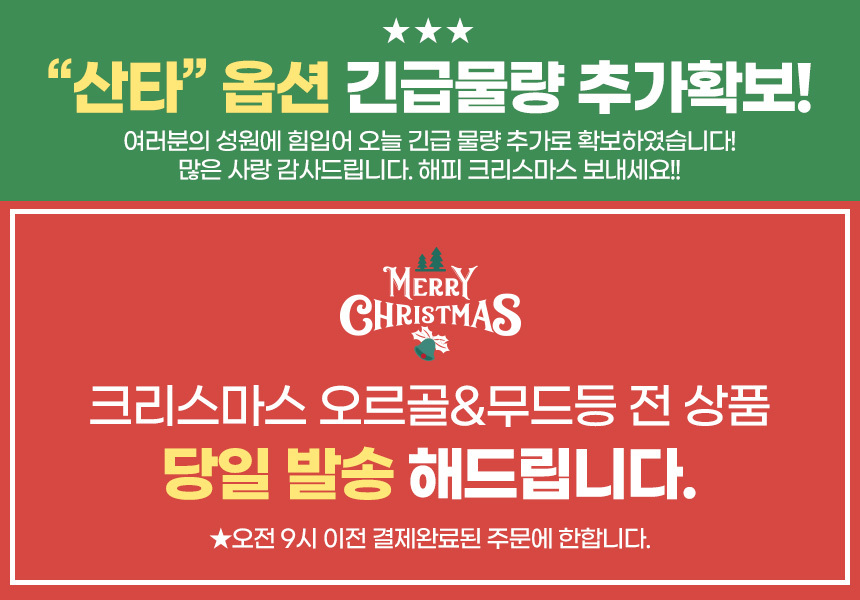 ★★★
“산타” 옵션 긴급물량 추가확보!
여러분의 성원에 힘입어 오늘 긴급 물량 추가로 확보하였습니다!
많은 사랑 감사드립니다. 해피 크리스마스 보내세요!!
MERRY
CHRISTMAS
크리스마스 오르골&무드등 전 상품
당일 발송 해드립니다.
★오전 9시 이전 결제완료된 주문에 한합니다.